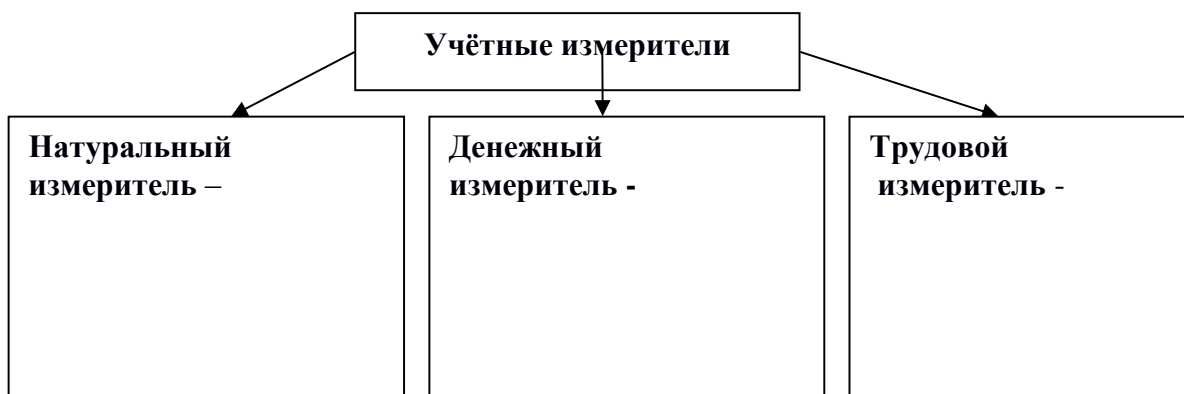 Учётные измерители
Натуральный
измеритель –
Денежный
измеритель -
Трудовой
измеритель -